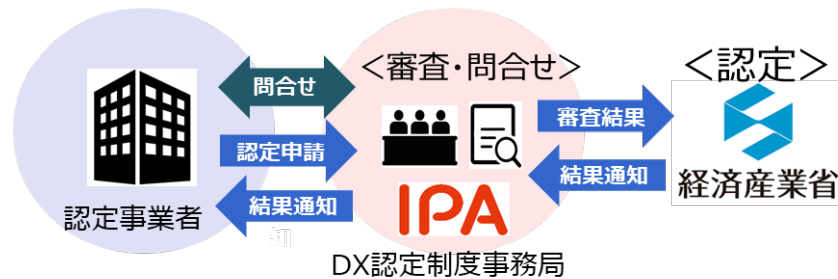 ＜審査・問合せ＞
＜認定＞
問合せ
認定申請
結果通知
審査結果
結果通知
認定事業者
IPA
DX認定制度事務局
経済産業省
知